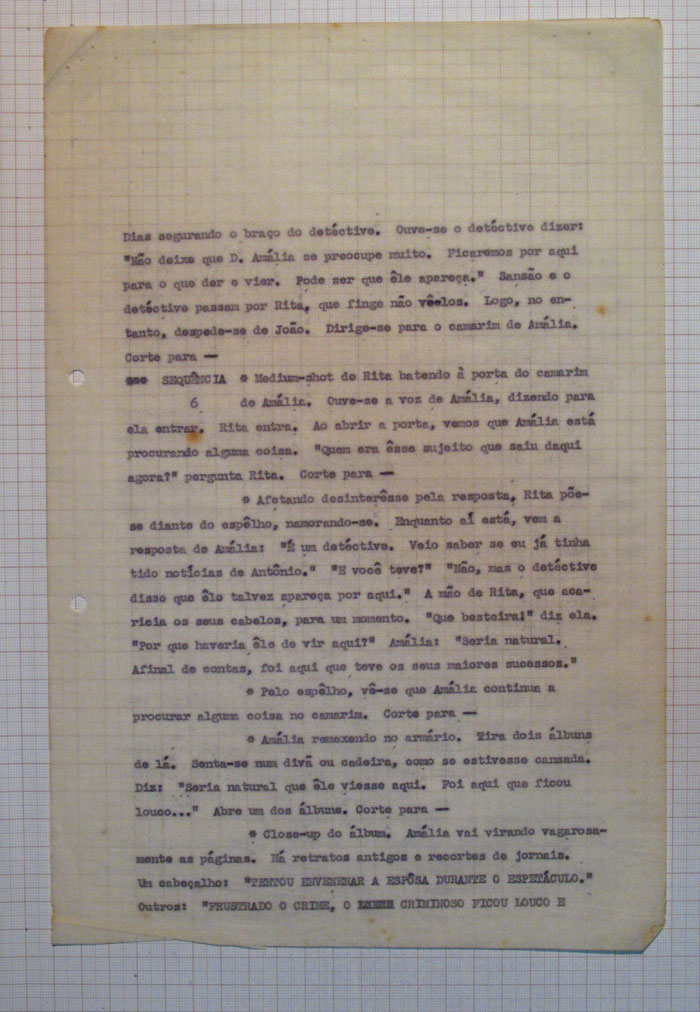 Dias segurando o braço do detéctive. Ouve-se o detéctive dizer:
"Não deixe que D. Amália se preocupe muito. Ficaremos por aqui
para o que der e vier. Pode ser que êle apareça." Sansão e o
detéctive passam por Rita, que finge não vêelos. Logo, no en-
tanto, despede-se de João. Dirige-se para o camarim de Amália.
Corte para —
SEQUÊNCIA * Medium-shot de Rita batendo à porta do camarim
6 de Amália. Ouve-se a voz de Amália, dizendo para
ela entrar. Rita entra. Ao abrir a porta, vemos que Amália está
procurando alguma coisa. "Quem era êsse sujeito que saiu daqui
agora?" pergunta Rita. Corte para —
* Afetando desinterêsse pela resposta, Rita põe-
se diante do espêlho, namorando-se. Enquanto aí está, vem a
resposta de Amália: "É um detéctive. Veio saber se eu já tinha
tido notícias de Antônio." "E você teve?" "Não, mas o detéctive
disse que êle talvez apareça por aqui." A mão de Rita, que aca-
ricia os seus cabelos, para um momento. "Que besteira!" diz ela.
"Por que haveria êle de vir aqui?" Amália: "Seria natural.
Afinal de contas, foi aqui que teve os seus maiores sucessos."
* Pelo espêlho, vê-se que Amália continua a
procurar alguma coisa no camarim. Corte para —
* Amália remexendo no armário. Tira dois álbuns
de lá. Senta-se num divã ou cadeira, como se estivesse cansada.
Diz: "Seria natural que êle viesse aqui. Foi aqui que ficou
louco..." Abre um dos álbuns. Corte para —
* Close-up do álbum. Amália vai virando vagarosa-
mente as páginas. Há retratos antigos e recortes de jornais.
Um cabeçalho: "TENTOU ENVENENAR A ESPÔSA DURANTE O ESPETÁCULO."
Outros: "FRUSTRADO O CRIME, O CRIMINOSO FICOU LOUCO E